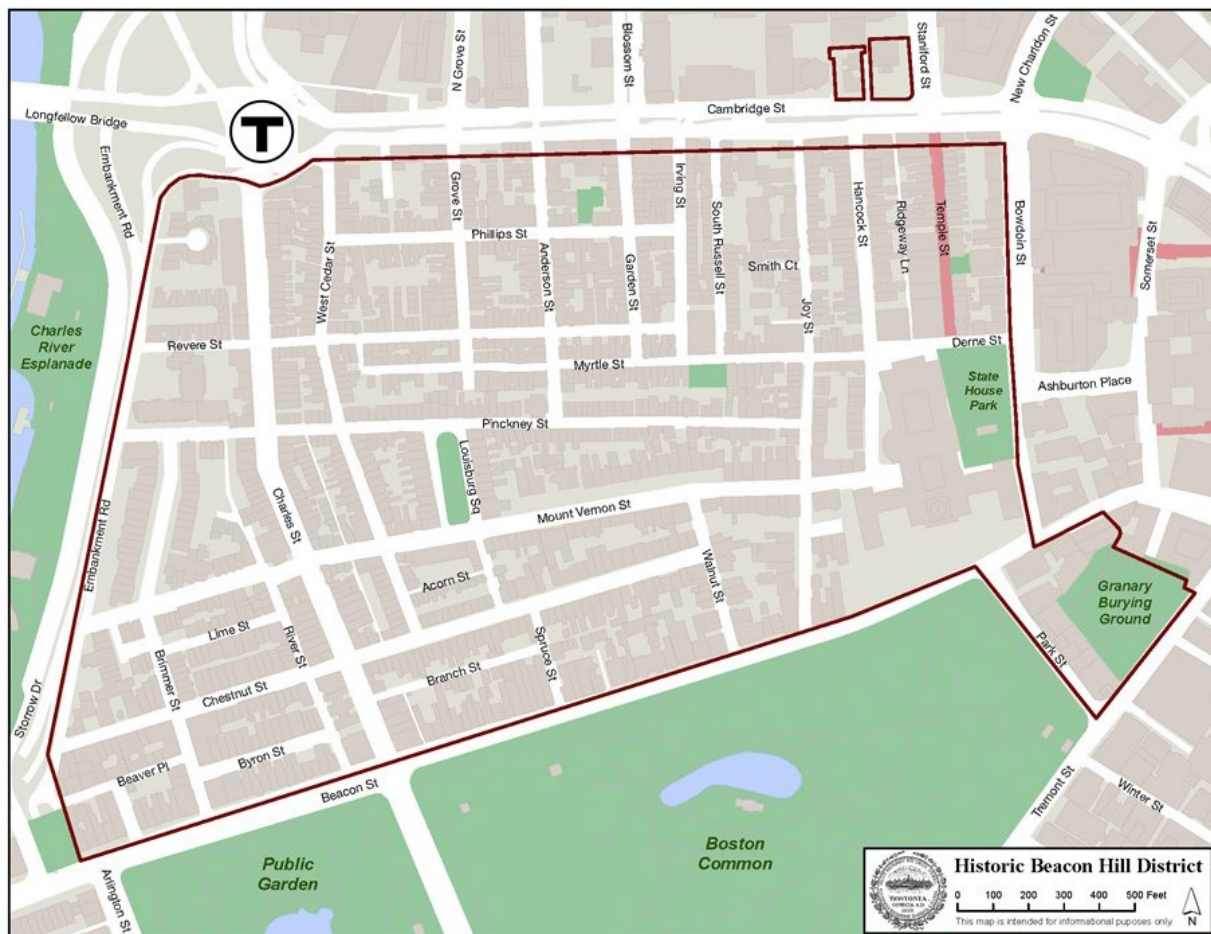 N Grove St
Blossom St
Staniford St
New Chardon St
Cambridge St
Longfellow Bridge
T
Embankment Rd
Grove St
Irving St
Hancock St
Ridgeway Ln
Temple St
Bowdoin St
Somerset St
Phillips St
West Cedar St
Anderson St
Garden St
South Russell St
Smith Ct
Joy St
Charles
River
Esplanade
Revere St
Derne St
Myrtle St
State
House
Park
Ashburton Place
Pinckney St
Louisburg Sq
Charles St
Mount Vernon St
Embankment Rd
Acorn St
Walnut St
Granary
Burying
Ground
Lime St
River St
Spruce St
Brimmer St
Branch St
Park St
Chestnut St
Storrow Dr
Byron St
Beaver Pl
Beacon St
Tremont St
Winter St
Boston
Common
Public
Garden
Arlington St
Historic Beacon Hill District
0 100 200 300 400 500 Feet
This map is intended for informational puposes only.
N
BOSTONIA.
CONDITA A.D.